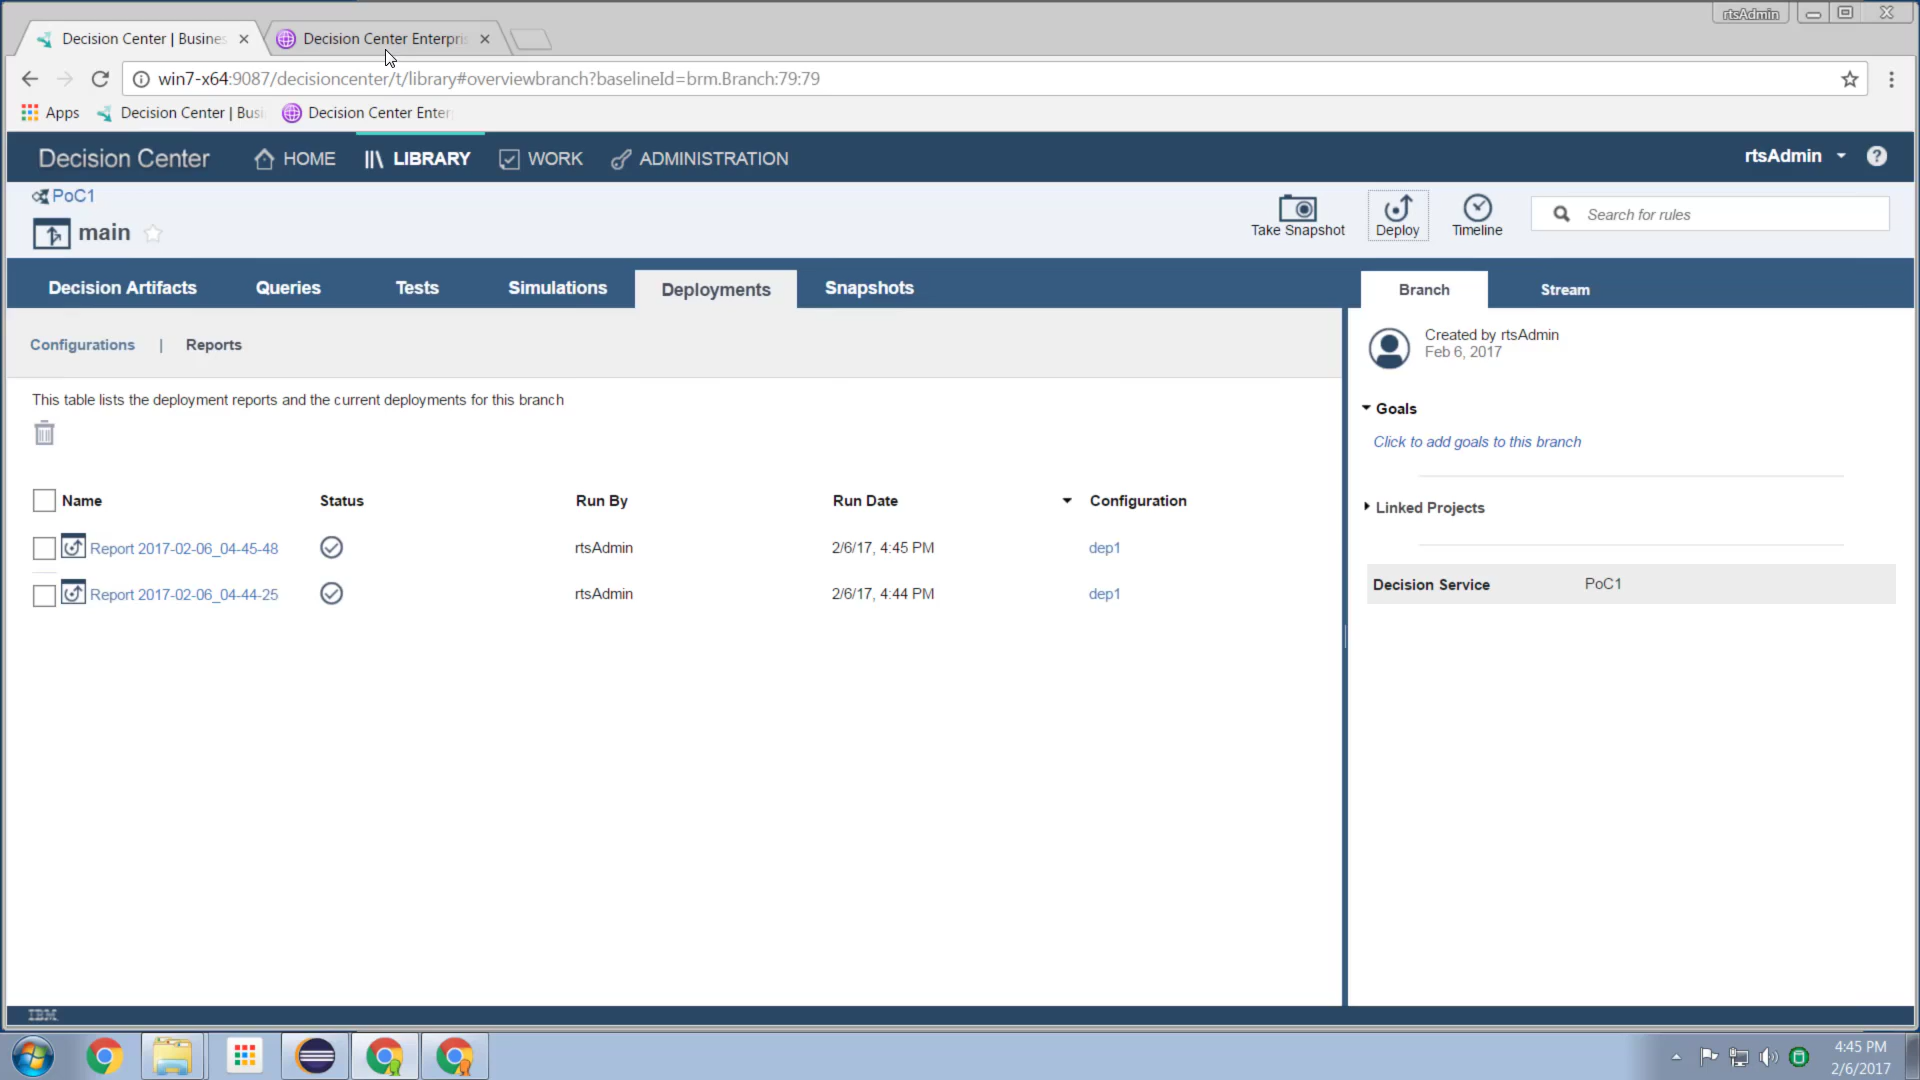 rtsAdmin
Decision Center | Busines
Decision Center Enterpris
win7-x64:9087/decisioncenter/t/library#overviewbranch?baselineId=brm.Branch:79:79
Apps
Decision Center | Busi
Decision Center Enter
Decision Center
HOME
LIBRARY
WORK
ADMINISTRATION
rtsAdmin
?
PoC1
main
Take Snapshot
Deploy
Timeline
Search for rules
Decision Artifacts
Queries
Tests
Simulations
Deployments
Snapshots
Branch
Stream
Configurations | Reports
Created by rtsAdmin
Feb 6, 2017
This table lists the deployment reports and the current deployments for this branch
Goals
Click to add goals to this branch
Name Status Run By Run Date Configuration
Linked Projects
Report 2017-02-06_04-45-48 rtsAdmin 2/6/17, 4:45 PM dep1
Report 2017-02-06_04-44-25 rtsAdmin 2/6/17, 4:44 PM dep1
Decision Service PoC1
IBM
4:45 PM
2/6/2017